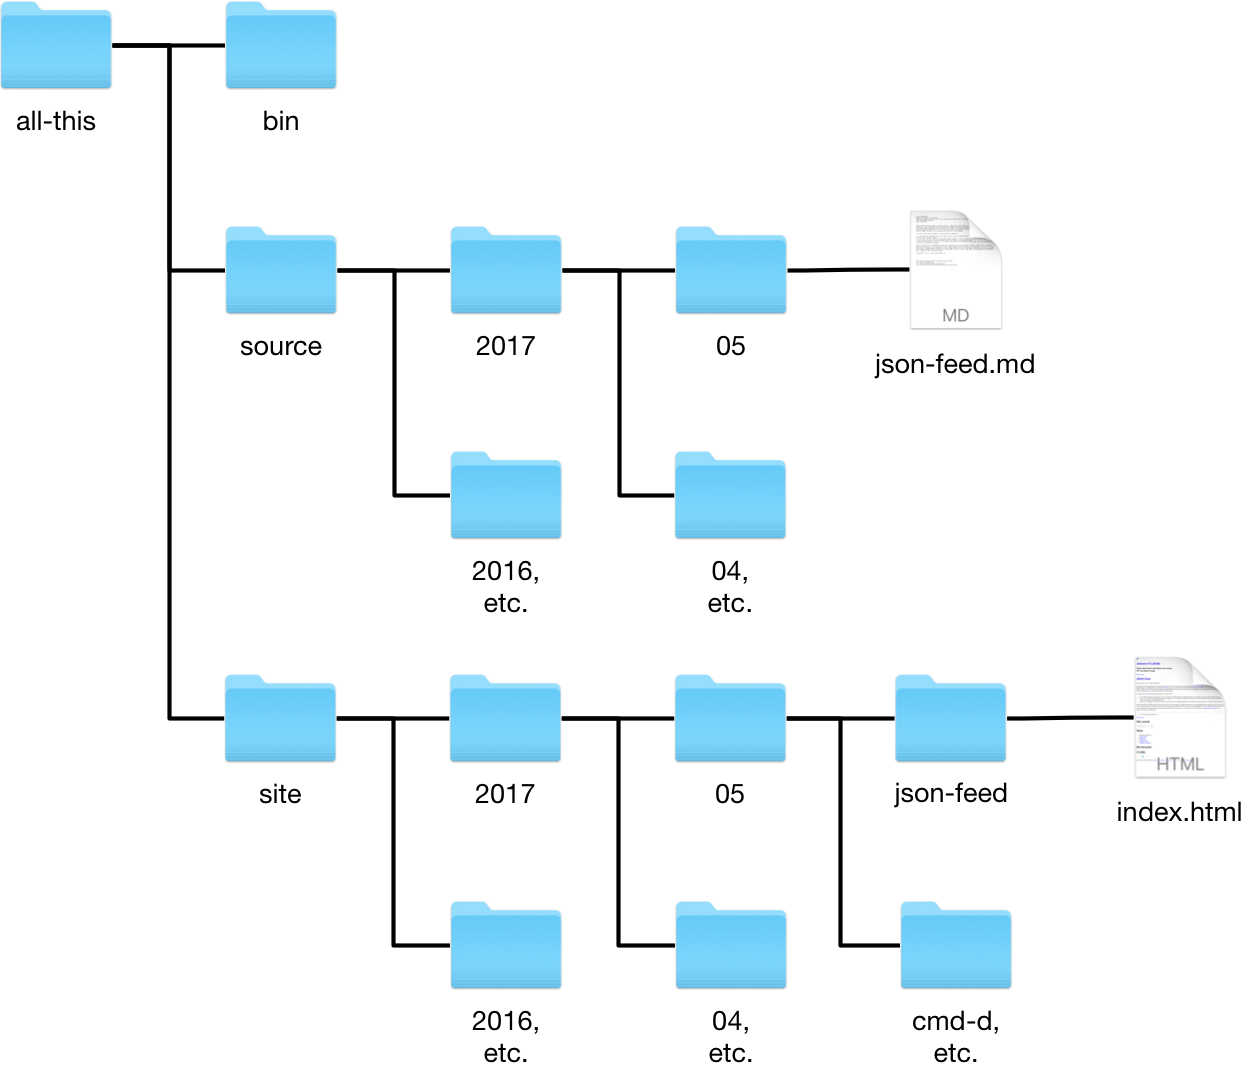 all-this
bin
source
2017
05
MD
json-feed.md
2016,
etc.
04,
etc.
site
2017
05
json-feed
HTML
index.html
2016,
etc.
04,
etc.
cmd-d,
etc.